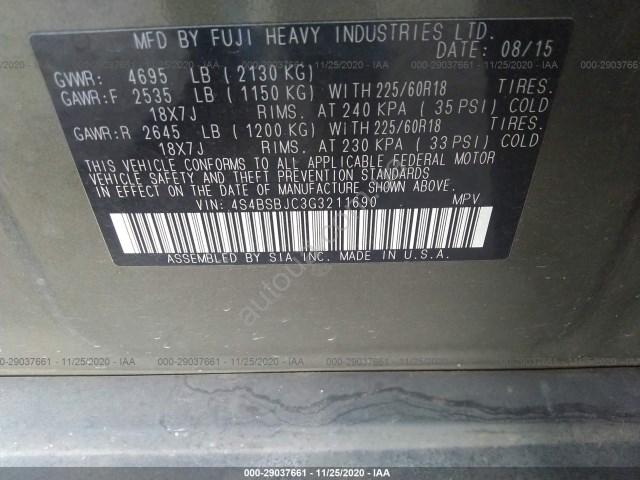 MFD BY FUJI HEAVY INDUSTRIES LTD.
DATE: 08/15
GVWR: 4695 LB (2130 KG)
GAWR:F 2535 LB (1150 KG) WITH 225/60R18 TIRES.
18X7J RIMS. AT 240 KPA (35 PSI) COLD
GAWR:R 2645 LB (1200 KG) WITH 225/60R18 TIRES.
18X7J RIMS. AT 230 KPA (33 PSI) COLD
THIS VEHICLE CONFORMS TO ALL APPLICABLE FEDERAL MOTOR
VEHICLE SAFETY AND THEFT PREVENTION STANDARDS
IN EFFECT ON THE DATE OF MANUFACTURE SHOWN ABOVE.
VIN: 4S4BSBJC3G3211690 MPV
ASSEMBLED BY SIA INC. MADE IN U.S.A.
000-29037661 - 11/25/2020 - IAA